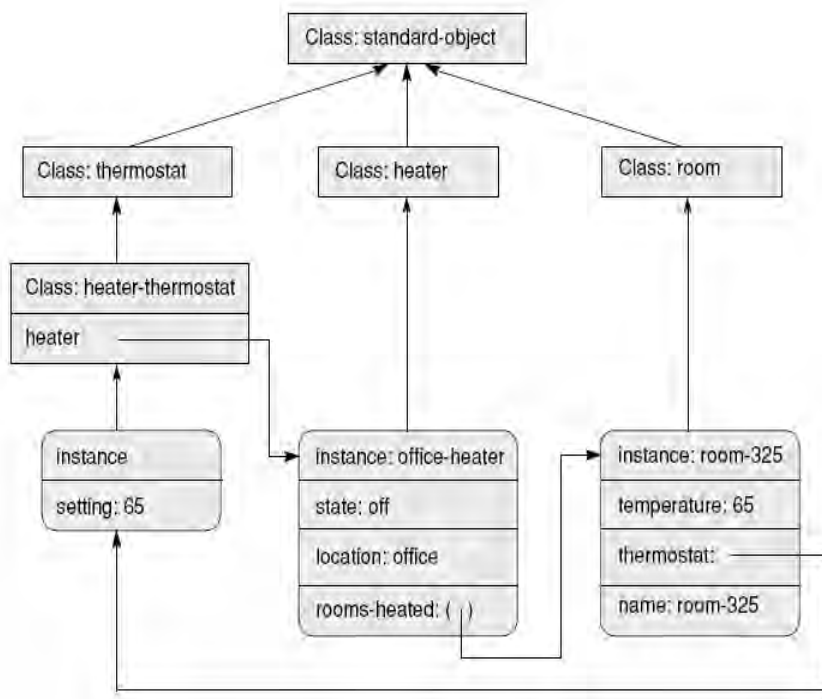 Class: standard-object
Class: thermostat
Class: heater
Class: room
Class: heater-thermostat
heater
instance
setting: 65
instance: office-heater
state: off
location: office
rooms-heated: ( )
instance: room-325
temperature: 65
thermostat:
name: room-325